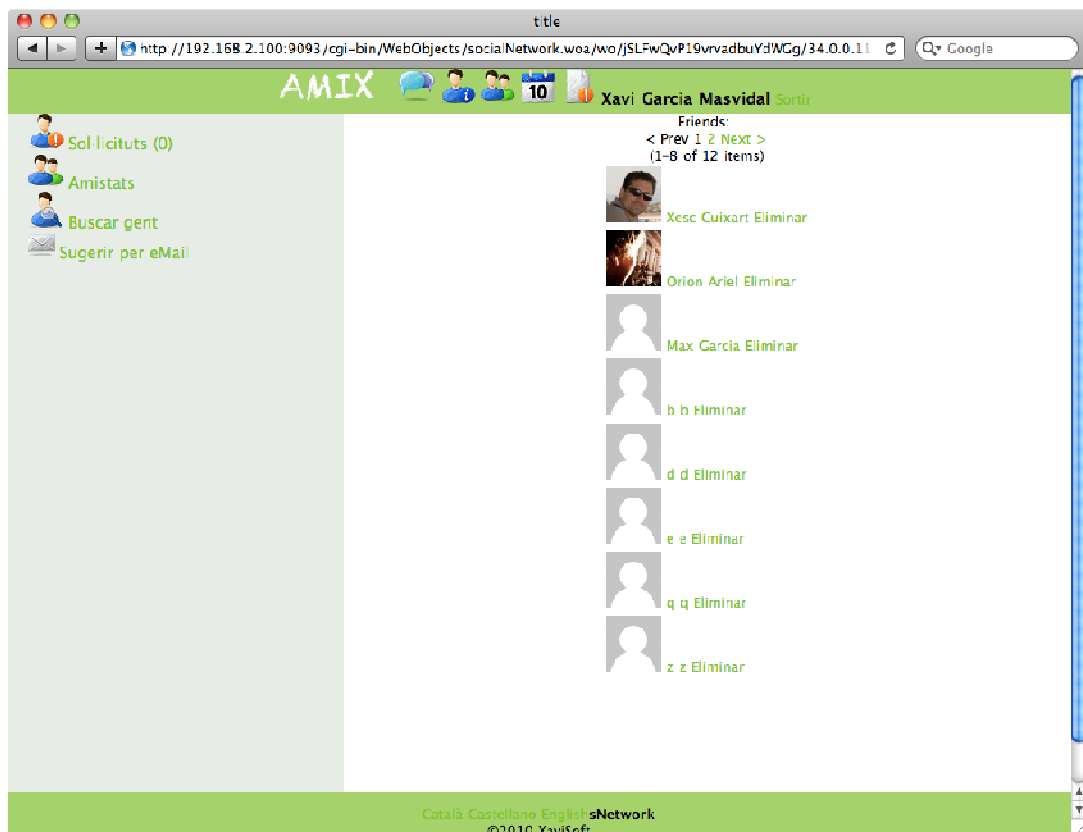 title
http://192.168.2.100:9093/cgi-bin/WebObjects/socialNetwork.woa/wo/jSLFwQvP19vrvadbuYdWGg/34.0.0.11
Google
AMIX
10
Xavi Garcia Masvidal Sortir
Sol·licituts (0)
Amistats
Buscar gent
Sugerir per eMail
Friends:
< Prev 1 2 Next >
(1-8 of 12 items)
Xesc Cuixart Eliminar
Orion Ariel Eliminar
Max Garcia Eliminar
b b Eliminar
d d Eliminar
e e Eliminar
q q Eliminar
z z Eliminar
Català Castellano English sNetwork
©2010 XaviSoft